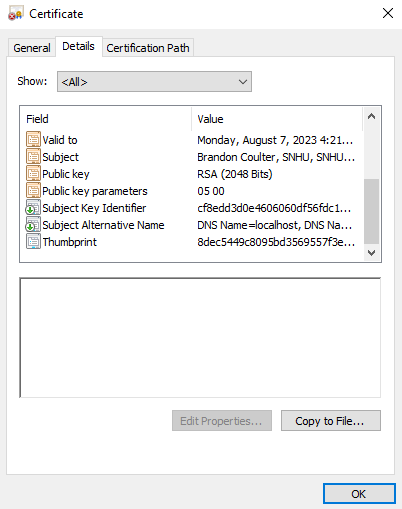 Certificate
General Details Certification Path
Show: <All>
Field Value
Valid to Monday, August 7, 2023 4:21...
Subject Brandon Coulter, SNHU, SNHU...
Public key RSA (2048 Bits)
Public key parameters 05 00
Subject Key Identifier cf8edd3d0e4606060df56fdc1...
Subject Alternative Name DNS Name=localhost, DNS Na...
Thumbprint 8dec5449c8095bd3569557f3e...
Edit Properties... Copy to File...
OK